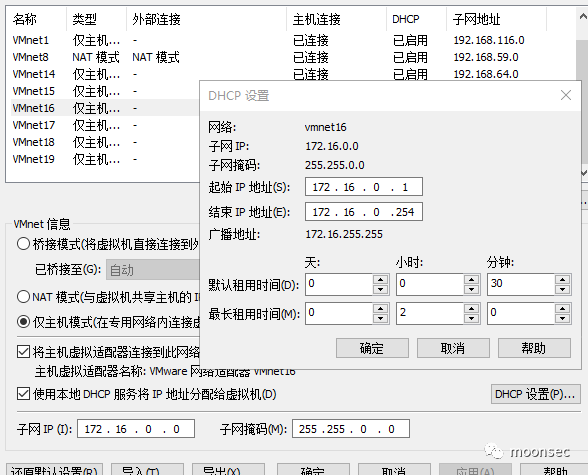 名称 类型 外部连接 主机连接 DHCP 子网地址
VMnet1 仅主机... - 已连接 已启用 192.168.116.0
VMnet8 NAT 模式 NAT 模式 已连接 已启用 192.168.59.0
VMnet14 仅主机... - 已连接 已启用 192.168.64.0
VMnet15 仅主机... -
VMnet16 仅主机... -
VMnet17 仅主机... -
VMnet18 仅主机... -
VMnet19 仅主机... -
DHCP 设置
网络: vmnet16
子网 IP: 172.16.0.0
子网掩码: 255.255.0.0
起始 IP 地址(S): 172 . 16 . 0 . 1
结束 IP 地址(E): 172 . 16 . 0 .254
广播地址: 172.16.255.255
天: 小时: 分钟:
默认租用时间(D): 0 0 30
最长租用时间(M): 0 2 0
确定 取消 帮助
VMnet 信息
桥接模式(将虚拟机直接连接到外
已桥接至(G): 自动
NAT 模式(与虚拟机共享主机的 I
仅主机模式(在专用网络内连接虚
将主机虚拟适配器连接到此网络
主机虚拟适配器名称: VMware 网络适配器 VMnet16
使用本地 DHCP 服务将 IP 地址分配给虚拟机(D) DHCP 设置(P)...
子网 IP (I): 172 . 16 . 0 . 0 子网掩码(M): 255 .255 . 0 . 0
moonsec
还原默认设置(R) 导入(T)... 导出(X)... 确定 取消 应用(A) 帮助